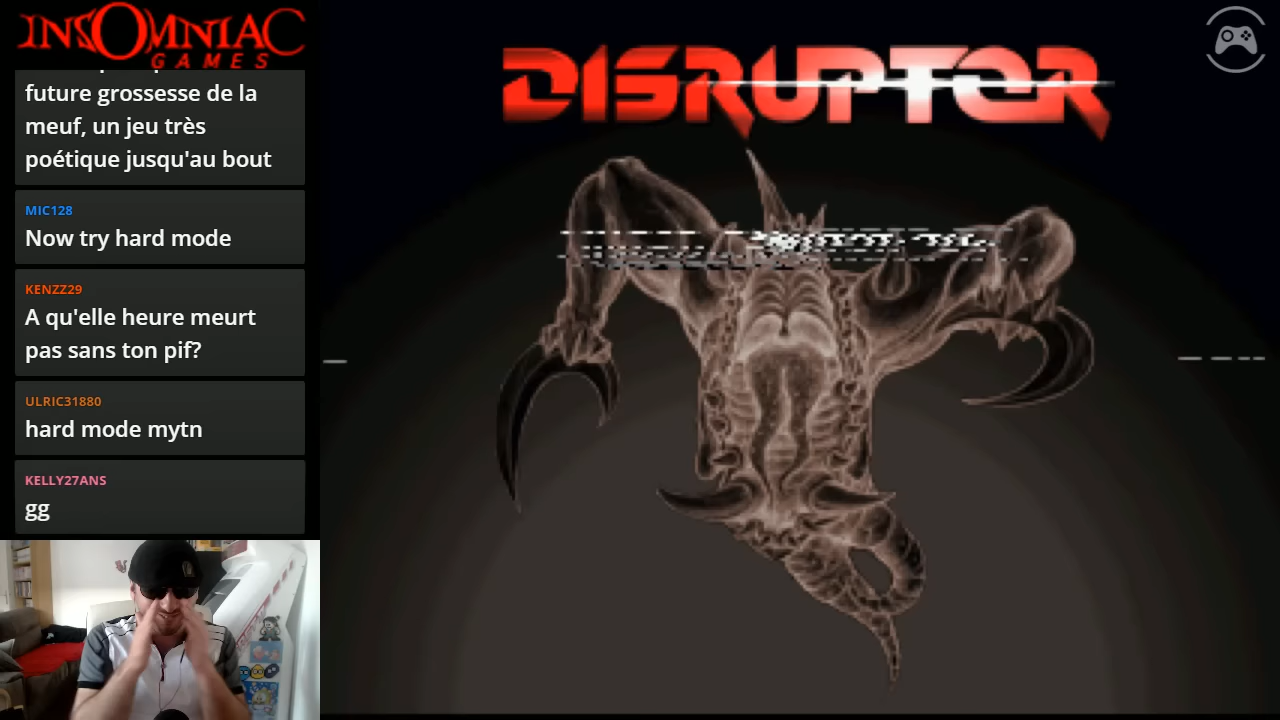 INSOMNIAC
GAMES
future grossesse de la
meuf, un jeu très
poétique jusqu'au bout
MIC128
Now try hard mode
KENZZ29
A qu'elle heure meurt
pas sans ton pif?
ULRIC31880
hard mode mytn
KELLY27ANS
gg
DISRUPTOR